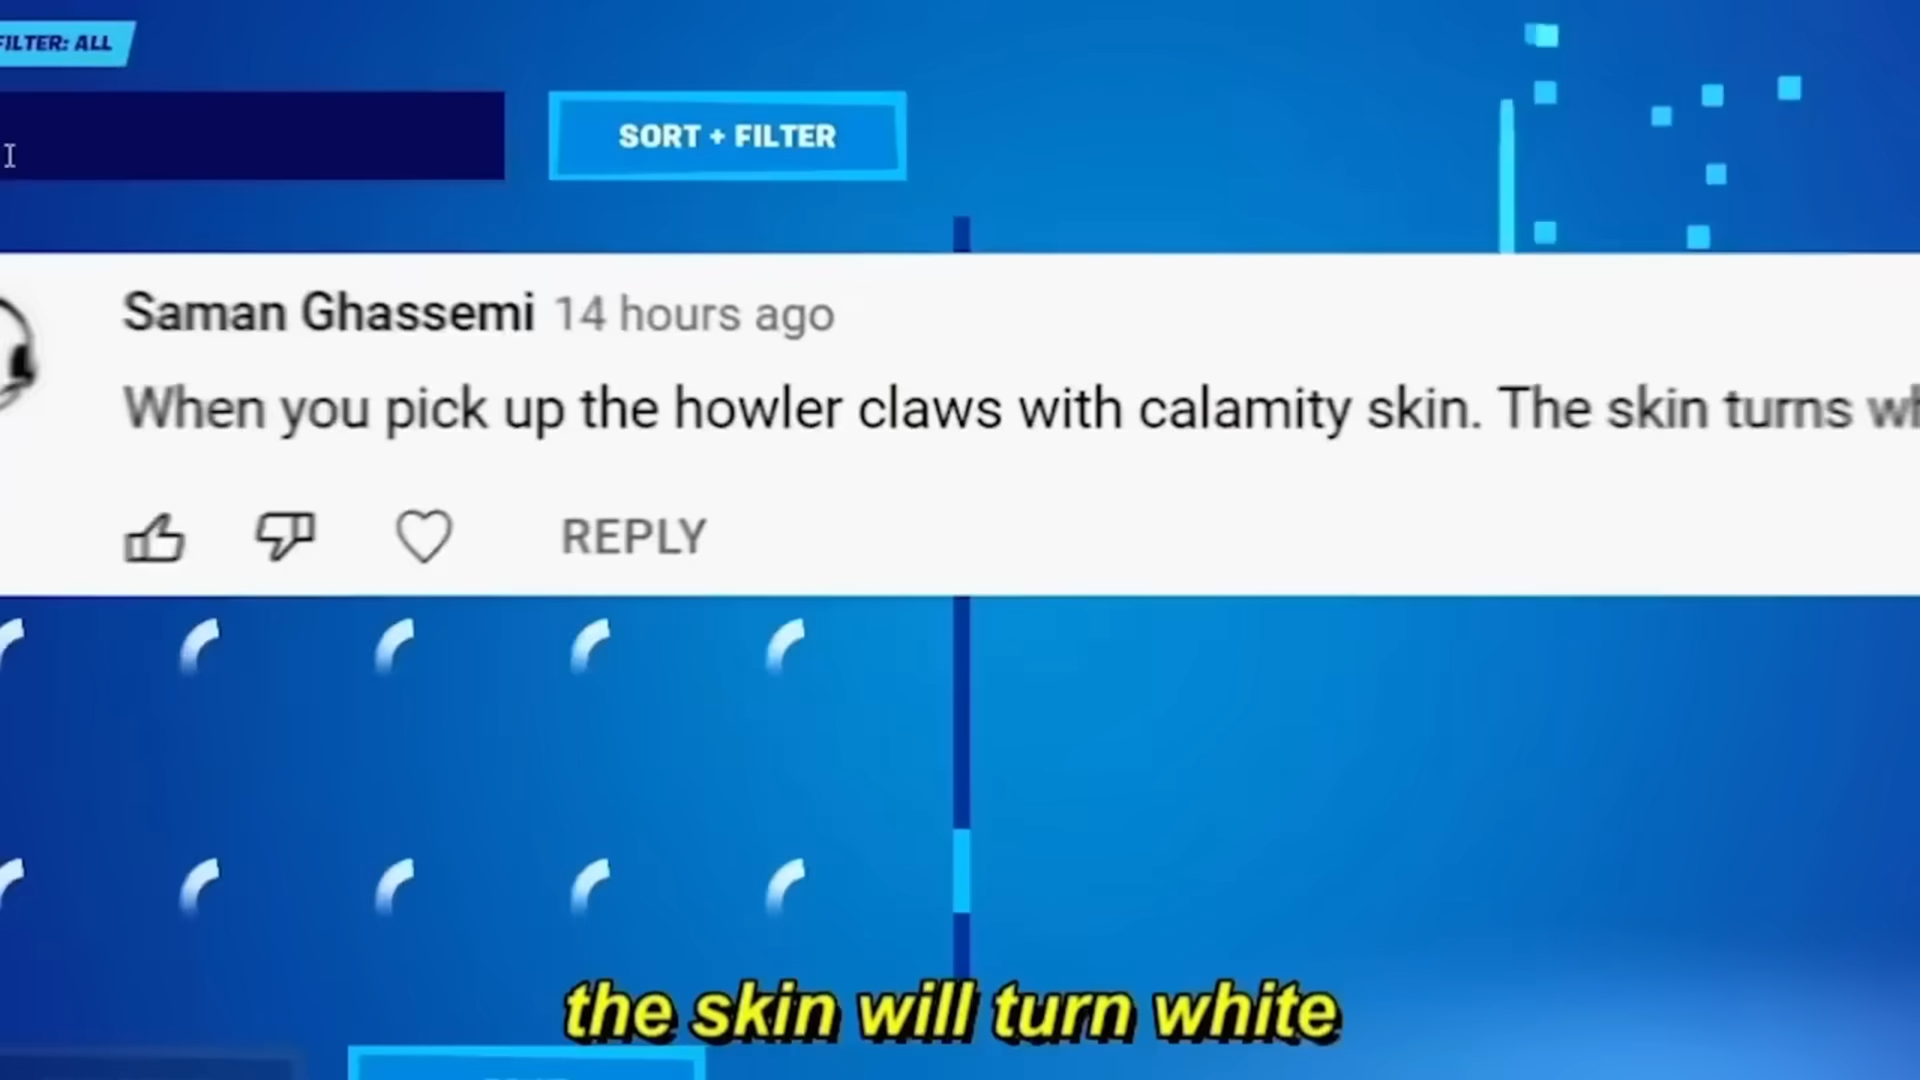 FILTER: ALL
SORT + FILTER
Saman Ghassemi 14 hours ago
When you pick up the howler claws with calamity skin. The skin turns
REPLY
the skin will turn white